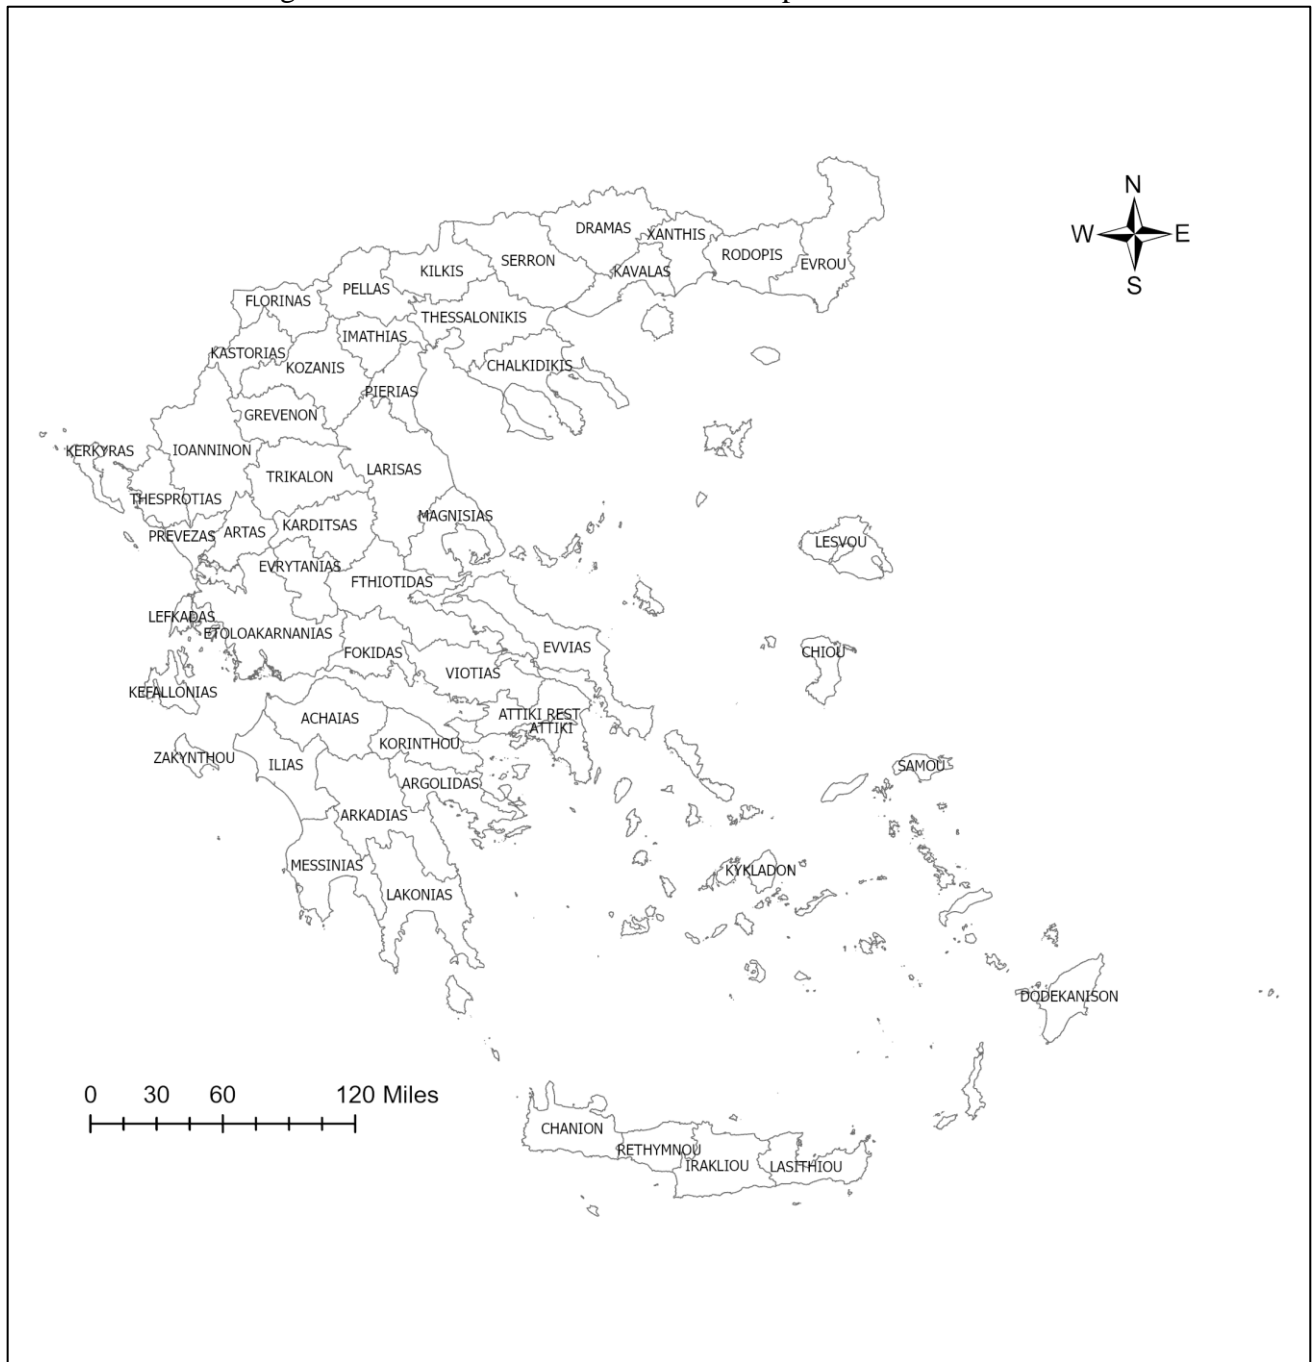 N
W E
S
DRAMAS
XANTHIS
RODOPIS
EVROU
SERRON
KAVALAS
KILKIS
PELLAS
FLORINAS
THESSALONIKIS
IMATHIAS
KASTORIAS
KOZANIS
CHALKIDIKIS
PIERIAS
GREVENON
KERKYRAS
IOANNINON
TRIKALON
LARISAS
THESPROTIAS
MAGNISIAS
PREVEZAS
ARTAS
KARDITSAS
LESVOU
EVRYTANIAS
FTHIOTIDAS
LEFKADAS
ETOLOAKARNANIAS
FOKIDAS
EVVIAS
CHIOU
VIOTIAS
KEFALLONIAS
ACHAIAS
ATTIKI REST
ATTIKI
KORINTHOU
ZAKYNTHOU
ILIAS
SAMOU
ARGOLIDAS
ARKADIAS
MESSINIAS
KYKLADON
LAKONIAS
DODEKANISON
0 30 60 120 Miles
CHANION
RETHYMNOU
IRAKLIOU
LASITHIOU